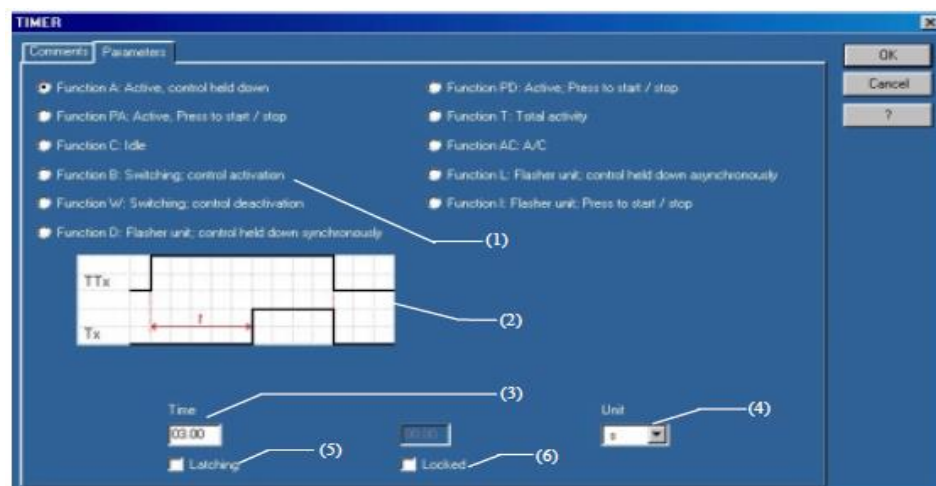 TIMER
Comments Parameters
OK
Cancel
?
Function A: Active, control held down
Function PA: Active, Press to start / stop
Function C: Idle
Function B: Switching; control activation
Function W: Switching; control deactivation
Function D: Flasher unit; control held down synchronously
Function PD: Active; Press to start / stop
Function T: Total activity
Function AC: A/C
Function L: Flasher unit; control held down asynchronously
Function I: Flasher unit; Press to start / stop
(1)
TTx
t
Tx
(2)
(3)
Time
03:00
00:00
Unit
s
(4)
Latching
(5)
Locked
(6)